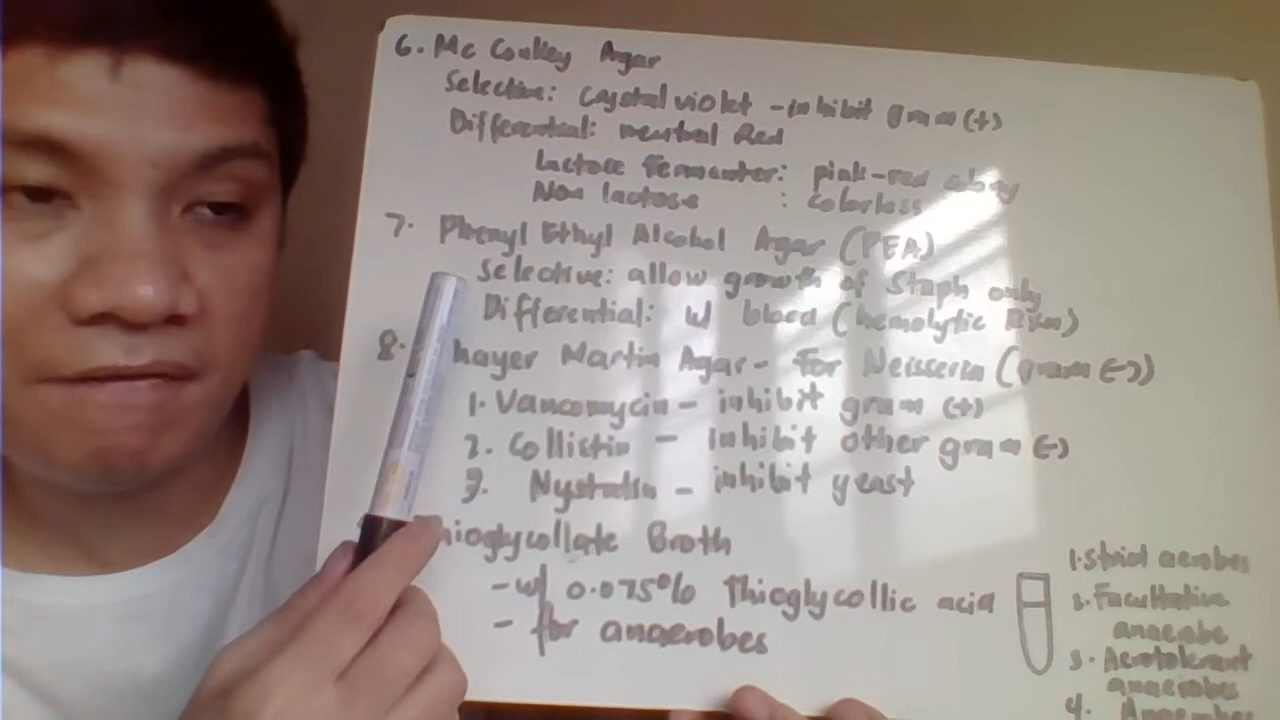 6. Mc Conkey Agar
Selective: crystal violet - inhibit gram (+)
Differential: neutral Red
Lactose fermenter: pink-red colony
Non lactose : colorless
7. Phenyl Ethyl Alcohol Agar (PEA)
Selective: allow growth of Staph only
Differential: w/ blood (hemolytic Rxn)
8. hayer Martin Agar - for Neisseria (gram (-))
1. Vancomycin - inhibit gram (+)
2. Collistin - inhibit other gram (-)
3. Nystatin - inhibit yeast
hioglycollate Broth
- w/ 0.075% Thioglycollic acid
- for anaerobes
1. Strict aerobes
2. Facultative
anaerobe
3. Aerotolerant
anaerobes
4. Anaerobes